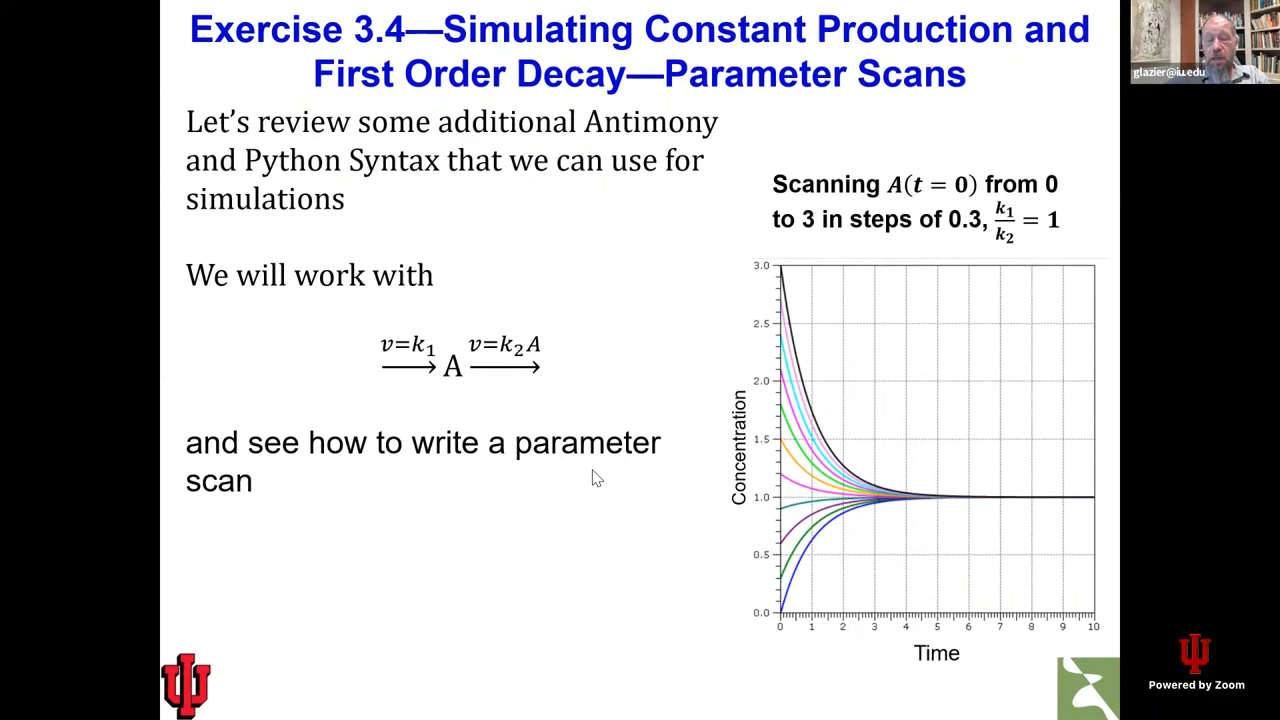 Exercise 3.4—Simulating Constant Production and
First Order Decay—Parameter Scans
Let's review some additional Antimony
and Python Syntax that we can use for
simulations
We will work with
v=k₁ A v=k₂A
and see how to write a parameter
scan
Scanning A(t = 0) from 0
to 3 in steps of 0.3, k₁/k₂ = 1
3.0
2.5
2.0
1.5
1.0
0.5
0.0
Concentration
0 1 2 3 4 5 6 7 8 9 10
Time
glazier@iu.edu
Powered by Zoom